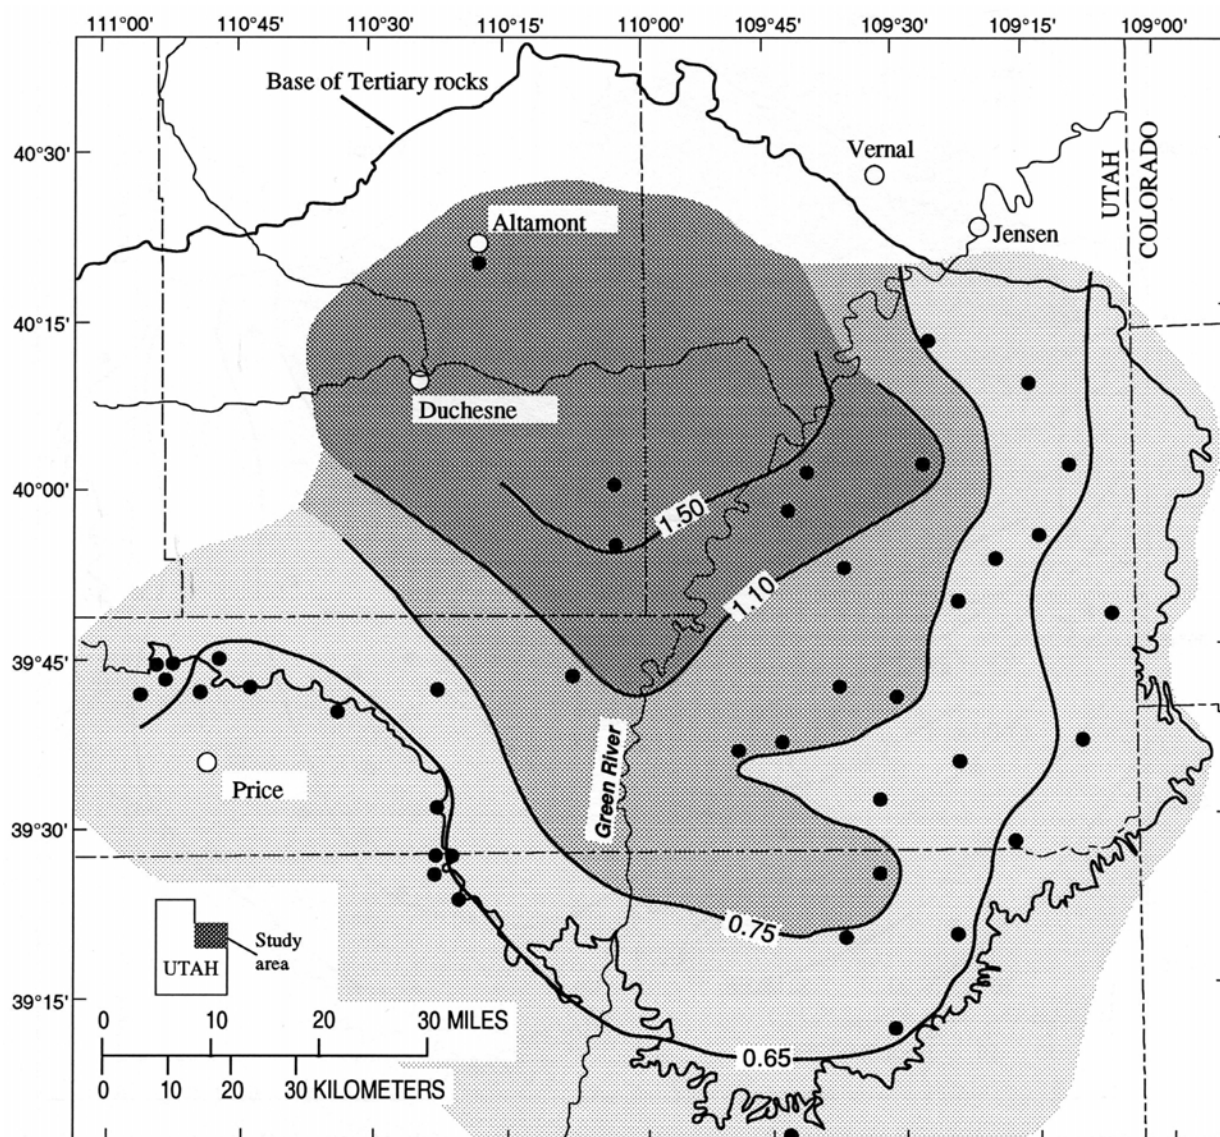 111°00' 110°45' 110°30' 110°15' 110°00' 109°45' 109°30' 109°15' 109°00'
Base of Tertiary rocks
40°30'
Vernal
UTAH
COLORADO
Altamont
Jensen
40°15'
Duchesne
40°00'
1.50
1.10
39°45'
Green River
Price
39°30'
0.75
Study
area
UTAH
39°15'
0 10 20 30 MILES
0.65
0 10 20 30 KILOMETERS